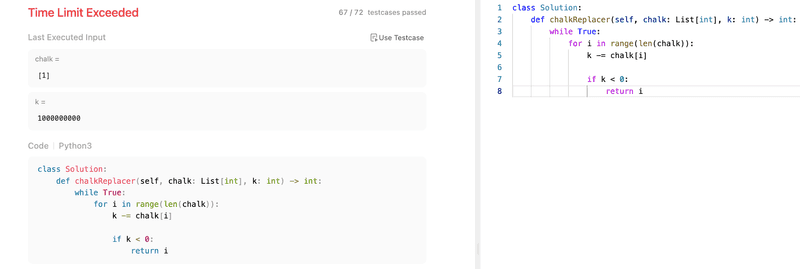 Time Limit Exceeded
67 / 72 testcases passed
Last Executed Input
Use Testcase
chalk =
[1]
k =
1000000000
Code | Python3
class Solution:
    def chalkReplacer(self, chalk: List[int], k: int) -> int:
        while True:
            for i in range(len(chalk)):
                k -= chalk[i]
                if k < 0:
                    return i
1 class Solution:
2     def chalkReplacer(self, chalk: List[int], k: int) -> int:
3         while True:
4             for i in range(len(chalk)):
5                 k -= chalk[i]
6
7                 if k < 0:
8                     return i